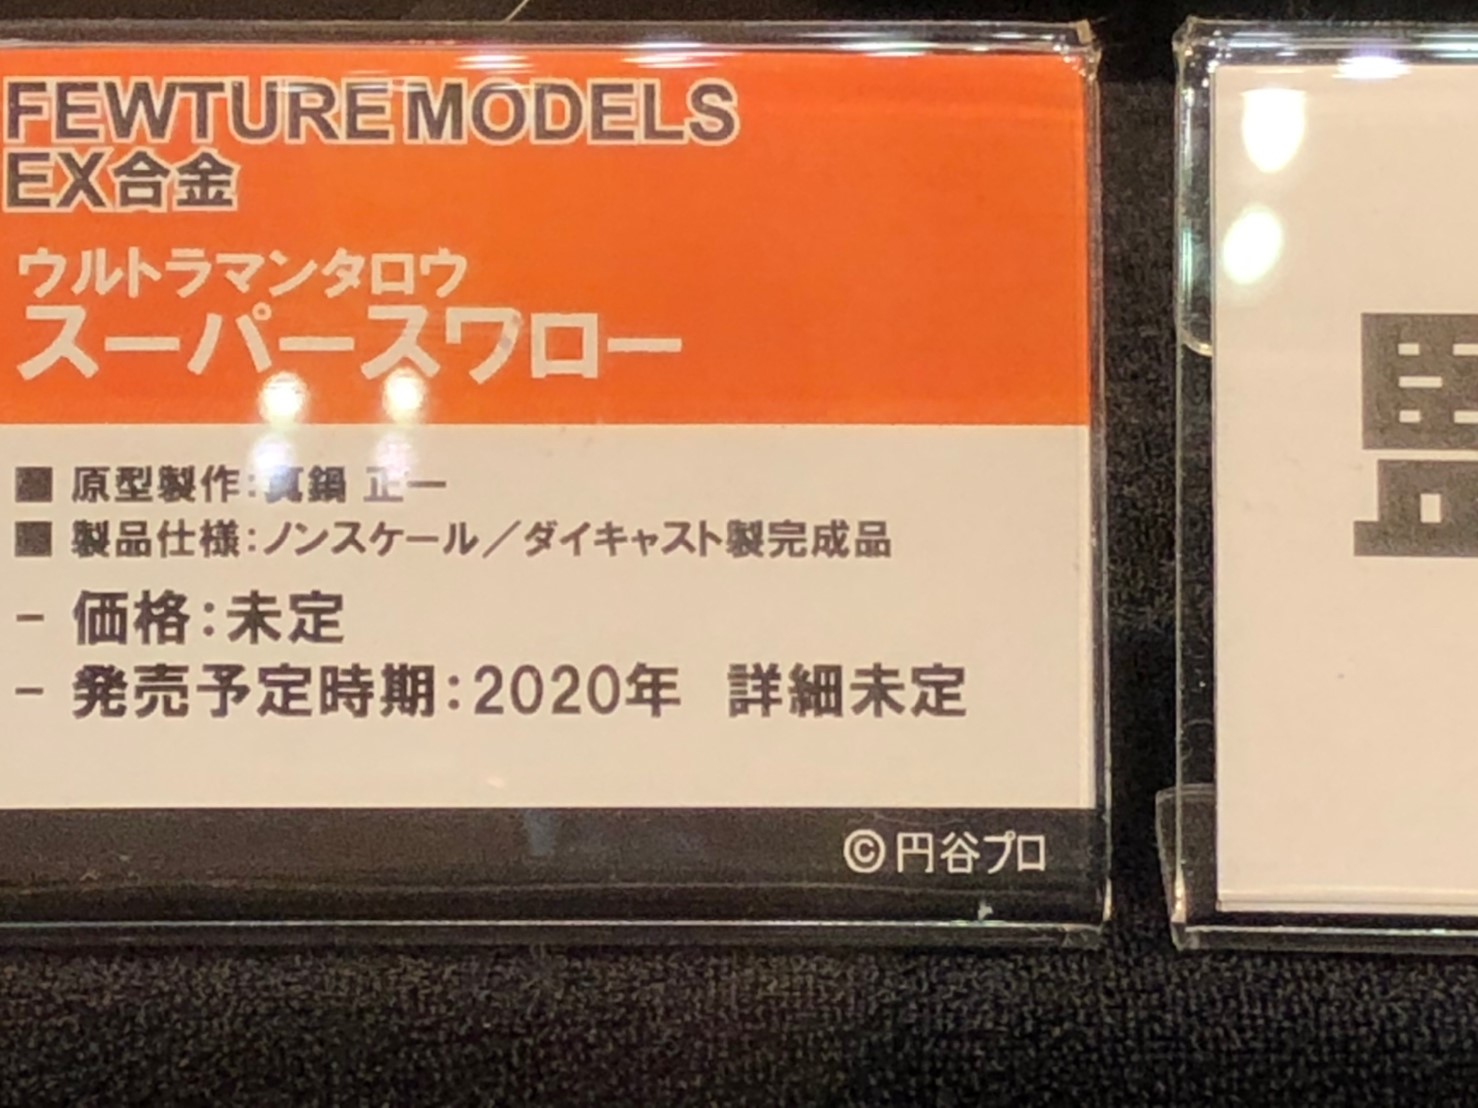 FEWTURE MODELS
EX合金
ウルトラマンタロウ
スーパースワロー
■ 原型製作：真鍋 正一
■ 製品仕様：ノンスケール／ダイキャスト製完成品
- 価格：未定
- 発売予定時期：2020年 詳細未定
©円谷プロ